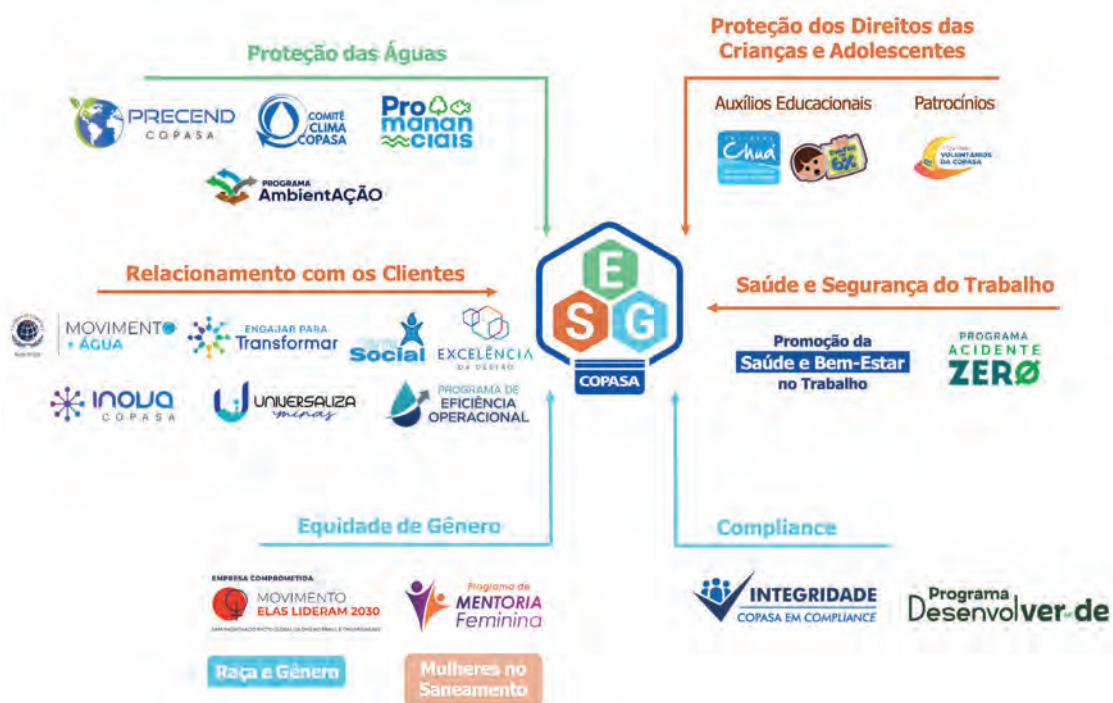 Proteção das Águas
PRECEND
COPASA
COMITÊ
CLIMA
COPASA
Pro
manan
ciais
PROGRAMA
AmbientAÇÃO
Proteção dos Direitos das
Crianças e Adolescentes
Auxílios Educacionais
Patrocínios
Chuá
6%
VOLUNTÁRIOS
DA COPASA
Relacionamento com os Clientes
MOVIMENTO
+ ÁGUA
ENGAJAR PARA
Transformar
Social
EXCELÊNCIA
DA GESTÃO
INOVA
COPASA
UNIVERSALIZA
minas
PROGRAMA DE
EFICIÊNCIA
OPERACIONAL
E
S G
COPASA
Saúde e Segurança do Trabalho
Promoção da
Saúde e Bem-Estar
no Trabalho
PROGRAMA
ACIDENTE
ZERØ
Equidade de Gênero
EMPRESA COMPROMETIDA
MOVIMENTO
ELAS LIDERAM 2030
Programa de
MENTORIA
Feminina
Raça e Gênero
Mulheres no
Saneamento
Compliance
INTEGRIDADE
COPASA EM COMPLIANCE
Programa
Desenvolver-de